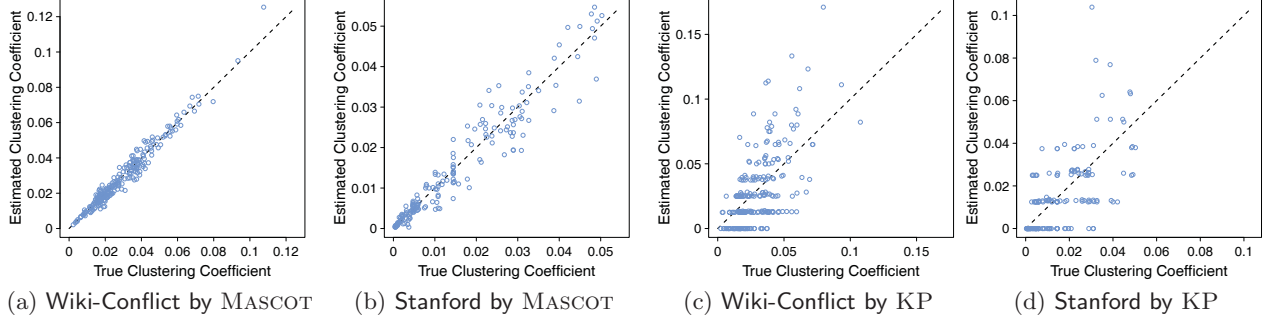 Estimated Clustering Coefficient
0.12
0.1
0.08
0.06
0.04
0.02
0
0 0.02 0.04 0.06 0.08 0.1 0.12
True Clustering Coefficient
(a) Wiki-Conflict by MASCOT
Estimated Clustering Coefficient
0.05
0.04
0.03
0.02
0.01
0
0 0.01 0.02 0.03 0.04 0.05
True Clustering Coefficient
(b) Stanford by MASCOT
Estimated Clustering Coefficient
0.15
0.1
0.05
0
0 0.05 0.1 0.15
True Clustering Coefficient
(c) Wiki-Conflict by KP
Estimated Clustering Coefficient
0.1
0.08
0.06
0.04
0.02
0
0 0.02 0.04 0.06 0.08 0.1
True Clustering Coefficient
(d) Stanford by KP